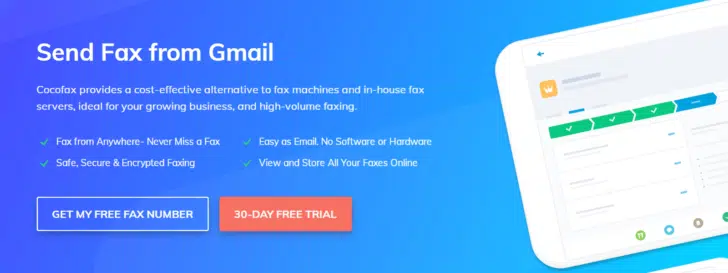 Send Fax from Gmail
Cocofax provides a cost-effective alternative to fax machines and in-house fax
servers, ideal for your growing business, and high-volume faxing.
Fax from Anywhere- Never Miss a Fax
Easy as Email. No Software or Hardware
Safe, Secure & Encrypted Faxing
View and Store All Your Faxes Online
GET MY FREE FAX NUMBER
30-DAY FREE TRIAL